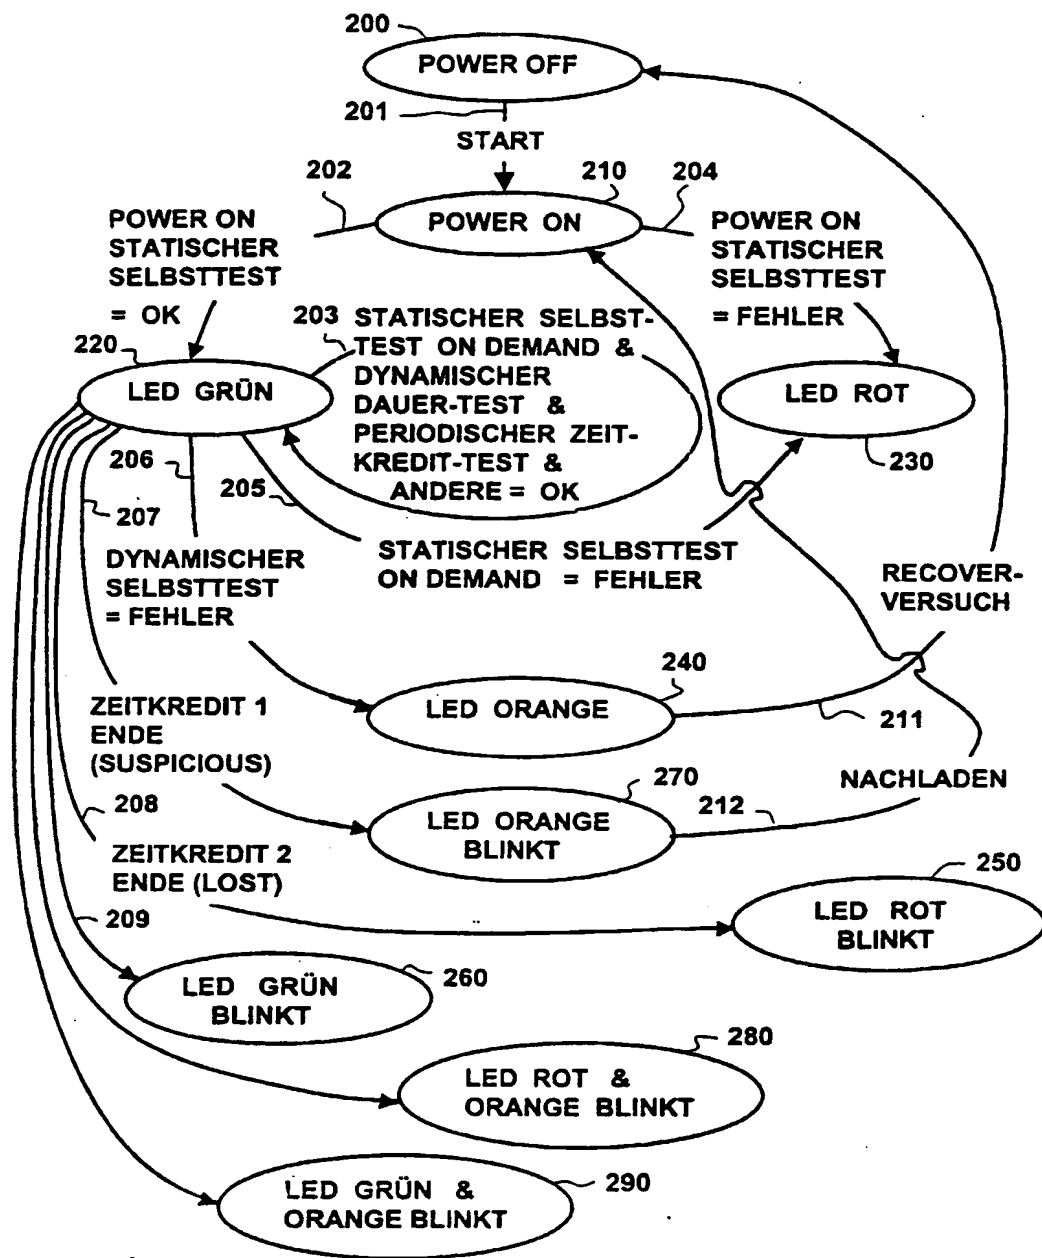 200
POWER OFF
201
START
202
210
204
POWER ON
POWER ON
STATISCHER
SELBSTTEST
= OK
POWER ON
STATISCHER
SELBSTTEST
= FEHLER
203
STATISCHER SELBST-
TEST ON DEMAND &
DYNAMISCHER
DAUER-TEST &
PERIODISCHER ZEIT-
KREDIT-TEST &
ANDERE = OK
220
LED GRÜN
LED ROT
230
206
205
207
STATISCHER SELBSTTEST
ON DEMAND = FEHLER
DYNAMISCHER
SELBSTTEST
= FEHLER
RECOVER-
VERSUCH
240
LED ORANGE
211
ZEITKREDIT 1
ENDE
(SUSPICIOUS)
NACHLADEN
270
212
LED ORANGE
BLINKT
208
ZEITKREDIT 2
ENDE (LOST)
250
LED ROT
BLINKT
209
260
LED GRÜN
BLINKT
280
LED ROT &
ORANGE BLINKT
290
LED GRÜN &
ORANGE BLINKT